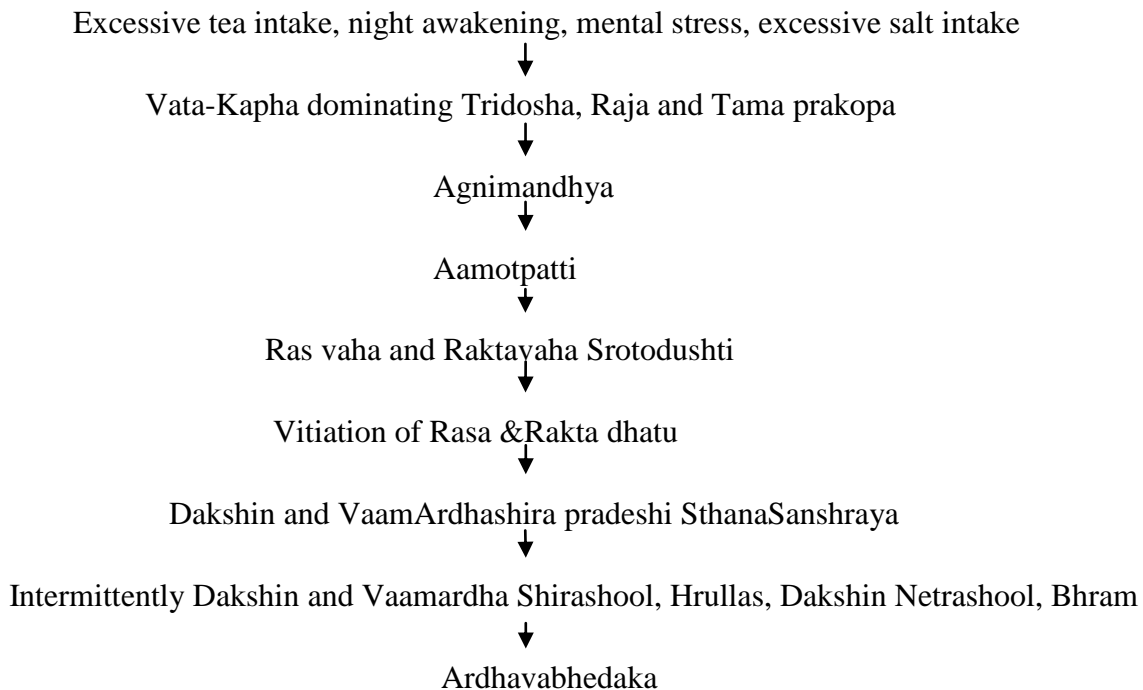 Excessive tea intake, night awakening, mental stress, excessive salt intake
Vata-Kapha dominating Tridosha, Raja and Tama prakopa
Agnimandhya
Aamotpatti
Ras vaha and Raktavaha Srotodushti
Vitiation of Rasa &Rakta dhatu
Dakshin and VaamArdhashira pradeshi SthanaSanshraya
Intermittently Dakshin and Vaamardha Shirashool, Hrullas, Dakshin Netrashool, Bhram
Ardhavabhedaka